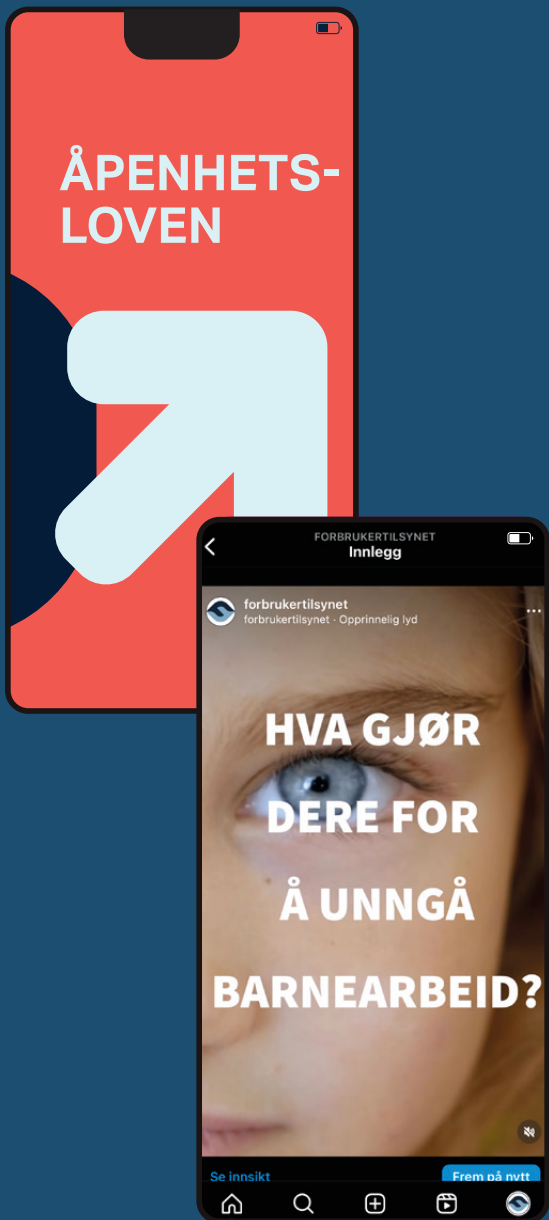 ÅPENHETS-
LOVEN
FORBRUKERTILSYNET
Innlegg
forbrukertilsynet
forbrukertilsynet · Opprinnelig lyd
HVA GJØR
DERE FOR
Å UNNGÅ
BARNEARBEID?
Se innsikt
Frem på nytt